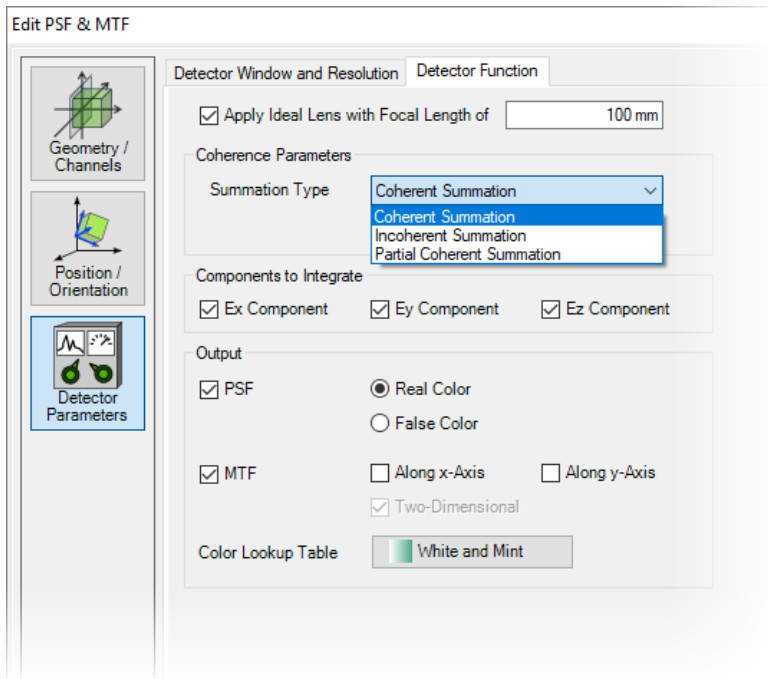 Edit PSF & MTF
Geometry /
Channels
Position /
Orientation
Detector
Parameters
Detector Window and Resolution
Detector Function
Apply Ideal Lens with Focal Length of 100 mm
Coherence Parameters
Summation Type Coherent Summation
Coherent Summation
Incoherent Summation
Partial Coherent Summation
Components to Integrate
Ex Component Ey Component Ez Component
Output
PSF Real Color
False Color
MTF Along x-Axis Along y-Axis
Two-Dimensional
Color Lookup Table White and Mint